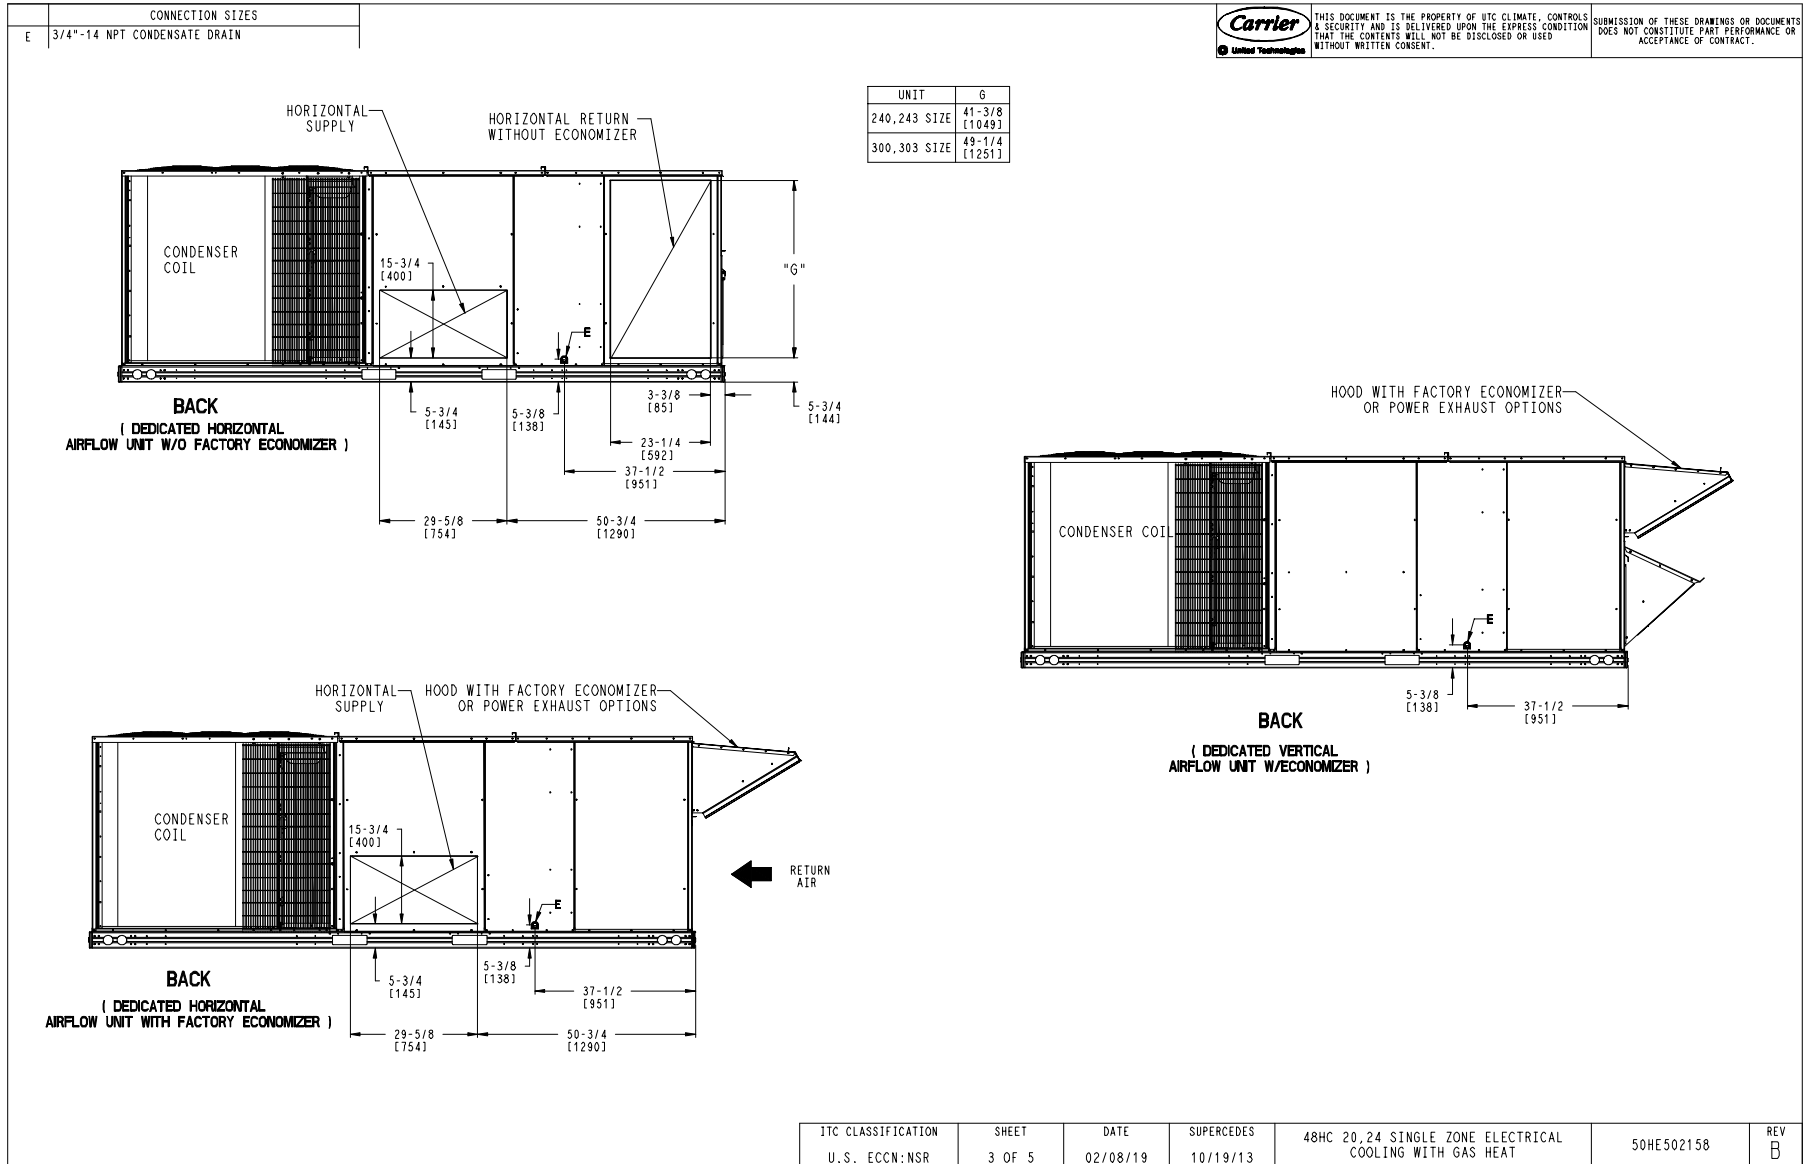 CONNECTION SIZES
E 3/4"-14 NPT CONDENSATE DRAIN
Carrier
United Technologies
THIS DOCUMENT IS THE PROPERTY OF UTC CLIMATE, CONTROLS
& SECURITY AND IS DELIVERED UPON THE EXPRESS CONDITION
THAT THE CONTENTS WILL NOT BE DISCLOSED OR USED
WITHOUT WRITTEN CONSENT.
SUBMISSION OF THESE DRAWINGS OR DOCUMENTS
DOES NOT CONSTITUTE PART PERFORMANCE OR
ACCEPTANCE OF CONTRACT.
UNIT G
240,243 SIZE 41-3/8
[1049]
300,303 SIZE 49-1/4
[1251]
HORIZONTAL
SUPPLY
HORIZONTAL RETURN
WITHOUT ECONOMIZER
CONDENSER
COIL
15-3/4
[400]
"G"
E
5-3/4
[145]
5-3/8
[138]
3-3/8
[85]
5-3/4
[144]
23-1/4
[592]
37-1/2
[951]
29-5/8
[754]
50-3/4
[1290]
BACK
( DEDICATED HORIZONTAL
AIRFLOW UNIT W/O FACTORY ECONOMIZER )
HOOD WITH FACTORY ECONOMIZER
OR POWER EXHAUST OPTIONS
CONDENSER COIL
E
5-3/8
[138]
37-1/2
[951]
BACK
( DEDICATED VERTICAL
AIRFLOW UNIT W/ECONOMIZER )
HORIZONTAL
SUPPLY
HOOD WITH FACTORY ECONOMIZER
OR POWER EXHAUST OPTIONS
CONDENSER
COIL
15-3/4
[400]
RETURN
AIR
E
5-3/4
[145]
5-3/8
[138]
37-1/2
[951]
29-5/8
[754]
50-3/4
[1290]
BACK
( DEDICATED HORIZONTAL
AIRFLOW UNIT WITH FACTORY ECONOMIZER )
ITC CLASSIFICATION
U.S. ECCN:NSR
SHEET
3 OF 5
DATE
02/08/19
SUPERCEDES
10/19/13
48HC 20,24 SINGLE ZONE ELECTRICAL
COOLING WITH GAS HEAT
50HE502158
REV
B